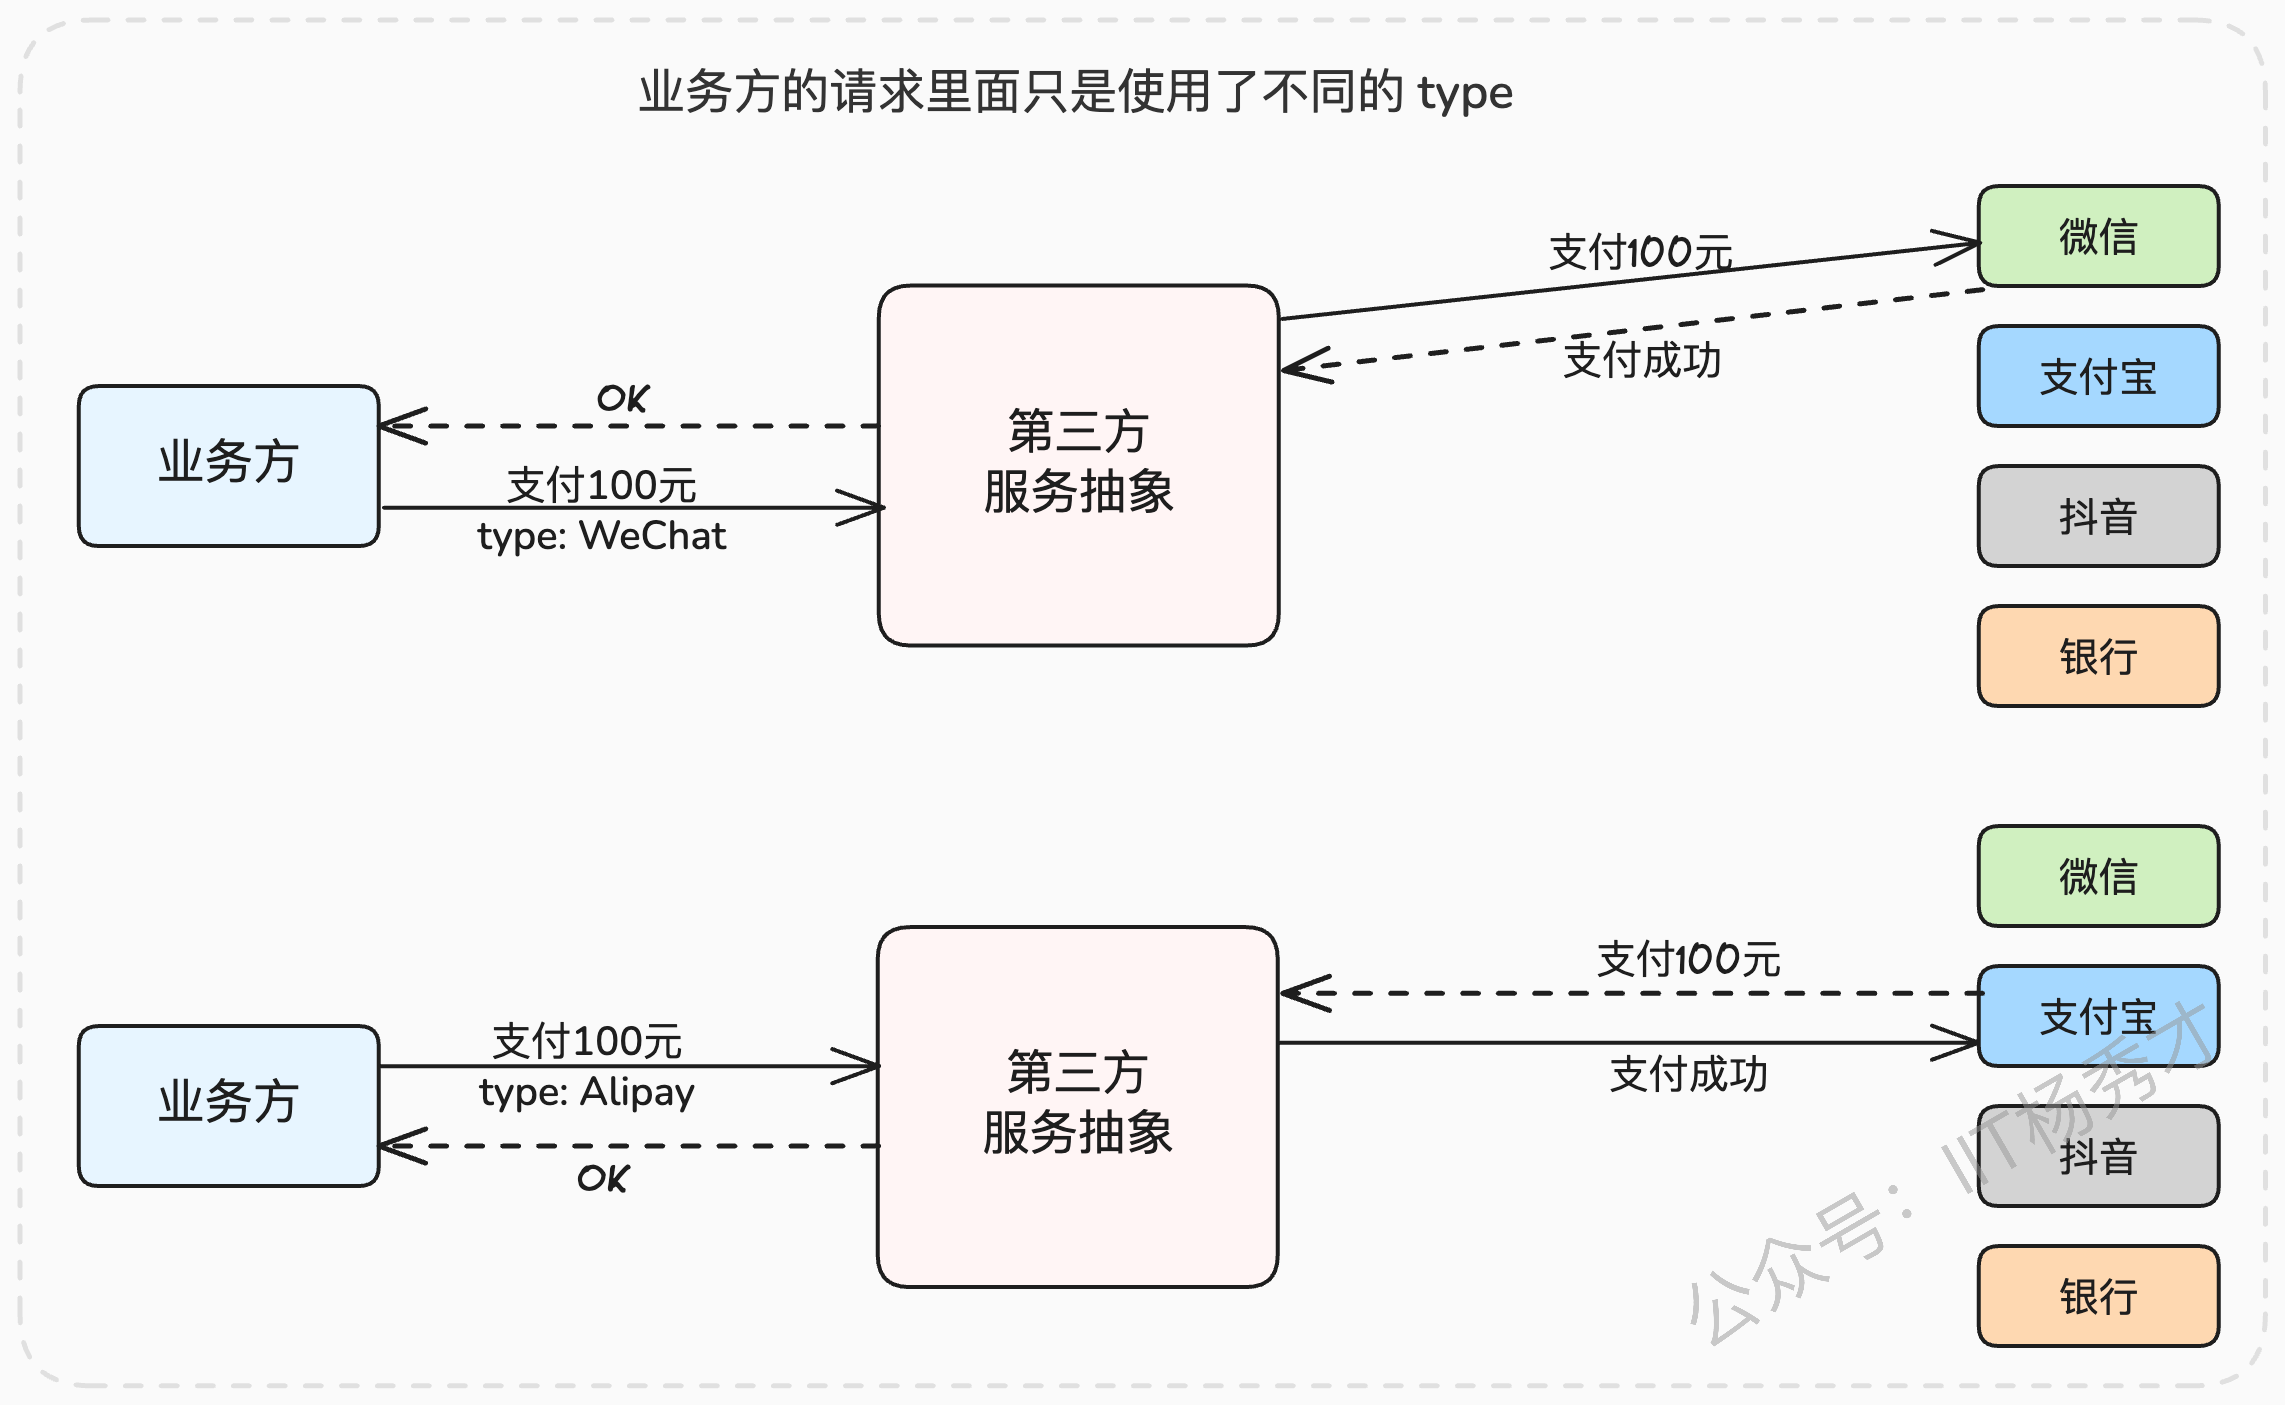 业务方的请求里面只是使用了不同的 type
微信
支付100元
支付成功
支付宝
OK
业务方
第三方
服务抽象
支付100元
type: WeChat
抖音
银行
微信
支付100元
支付宝
支付100元
type: Alipay
业务方
第三方
服务抽象
支付成功
OK
抖音
银行
公众号：IIT杨秀才